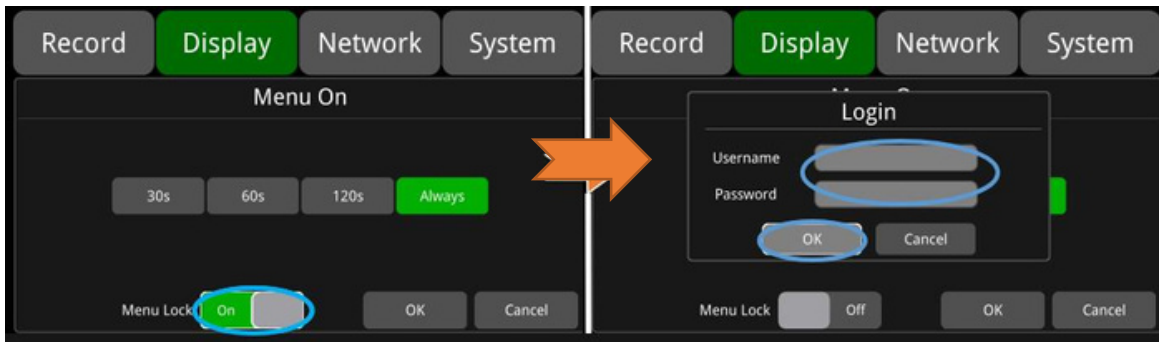 Record Display Network System
Menu On
30s 60s 120s Always
Menu Lock On OK Cancel
Record Display Network System
Login
Username
Password
OK Cancel
Menu Lock Off OK Cancel